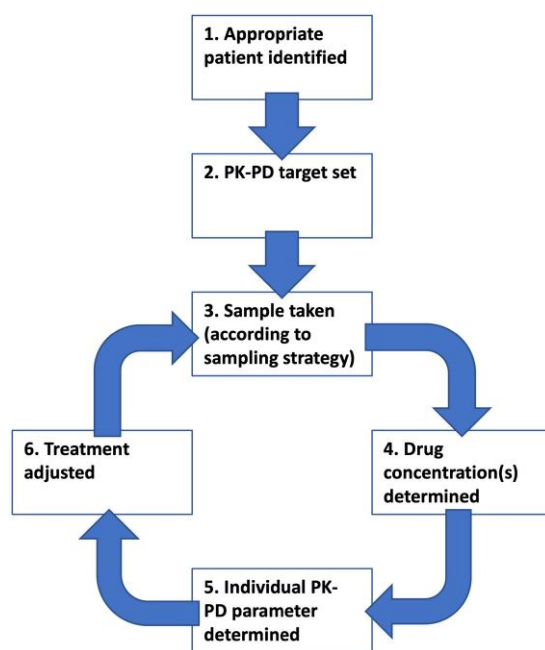 1. Appropriate
patient identified
2. PK-PD target set
3. Sample taken
(according to
sampling strategy)
4. Drug
concentration(s)
determined
5. Individual PK-
PD parameter
determined
6. Treatment
adjusted